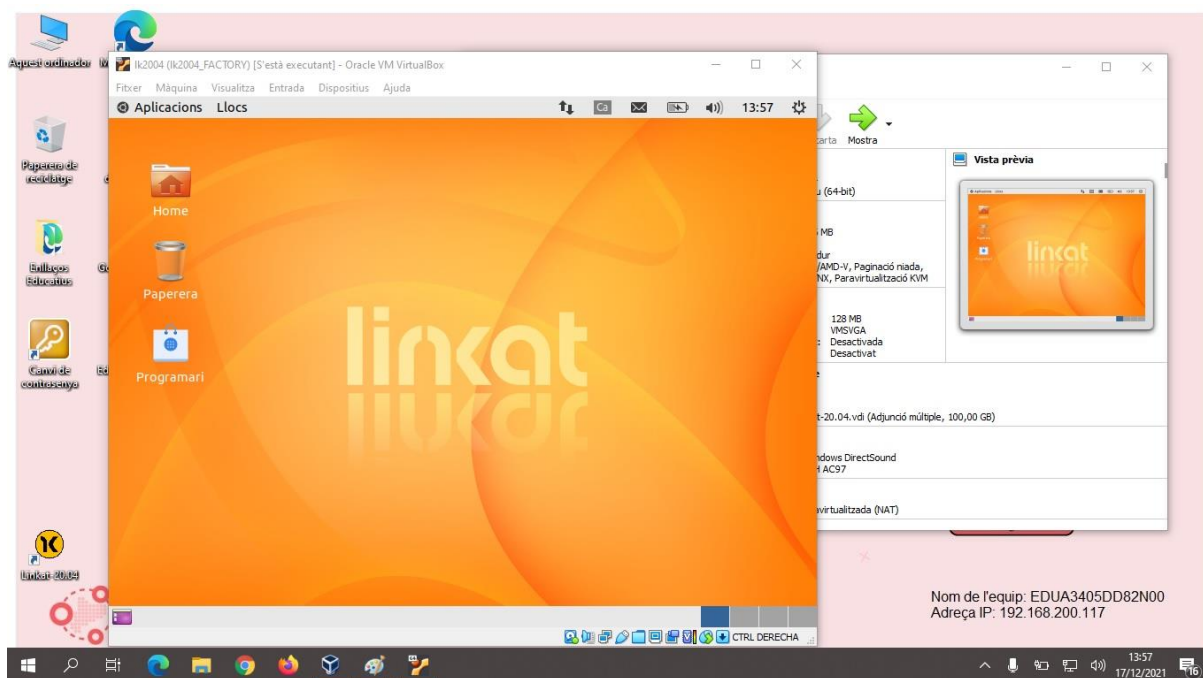 Aquest ordinador
Paperera de
reciclatge
Enllaços
Educatius
Canvi de
contrasenya
Linkat-20.04
lk2004 (lk2004_FACTORY) [S'està executant] - Oracle VM VirtualBox
Fitxer Màquina Visualitza Entrada Dispositius Ajuda
Aplicacions Llocs Ca 13:57
Home
Paperera
Programari
linkat
CTRL DERECHA
Mostra
Vista prèvia
(64-bit)
MB
/AMD-V, Paginació niada,
NX, Paravirtualització KVM
128 MB
VMSVGA
Desactivada
Desactivat
t-20.04.vdi (Adjunció múltiple, 100,00 GB)
ndows DirectSound
AC97
virtualitzada (NAT)
linkat
Nom de l'equip: EDUA3405DD82N00
Adreça IP: 192.168.200.117
13:57
17/12/2021
16